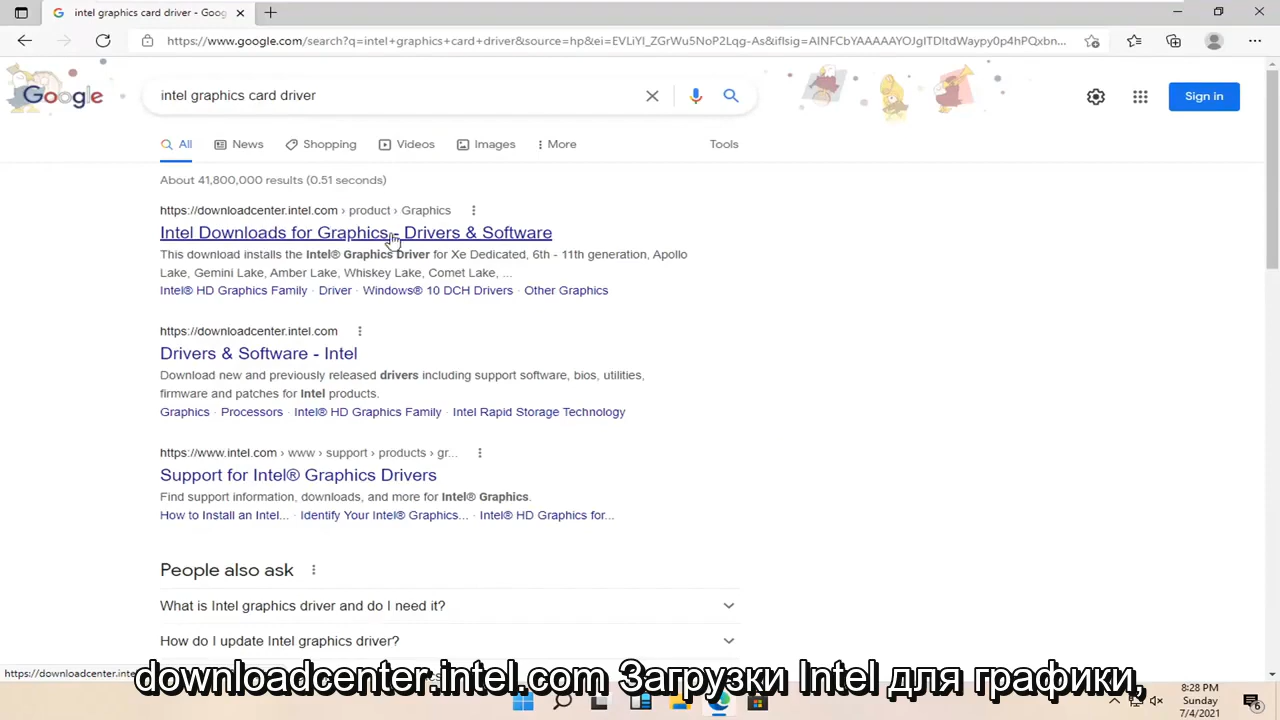 intel graphics card driver - Goog
https://www.google.com/search?q=intel+graphics+card+driver&source=hp&ei=EVLiYI_ZGrWu5NoP2Lqg-As&iflsig=AINFCbYAAAAAYOJgITDItdWaypy0p4hPQxbn...
Google
intel graphics card driver
Sign in
All News Shopping Videos Images More Tools
About 41,800,000 results (0.51 seconds)
https://downloadcenter.intel.com › product › Graphics
Intel Downloads for Graphics - Drivers & Software
This download installs the Intel® Graphics Driver for Xe Dedicated, 6th - 11th generation, Apollo
Lake, Gemini Lake, Amber Lake, Whiskey Lake, Comet Lake, ...
Intel® HD Graphics Family · Driver · Windows® 10 DCH Drivers · Other Graphics
https://downloadcenter.intel.com
Drivers & Software - Intel
Download new and previously released drivers including support software, bios, utilities,
firmware and patches for Intel products.
Graphics · Processors · Intel® HD Graphics Family · Intel Rapid Storage Technology
https://www.intel.com › www › support › products › gr...
Support for Intel® Graphics Drivers
Find support information, downloads, and more for Intel® Graphics.
How to Install an Intel... · Identify Your Intel® Graphics... · Intel® HD Graphics for...
People also ask
What is Intel graphics driver and do I need it?
How do I update Intel graphics driver?
https://downloadcenter.inte
downloadcenter.intel.com Загрузки Intel для графики,
8:28 PM
Sunday
7/4/2021
6